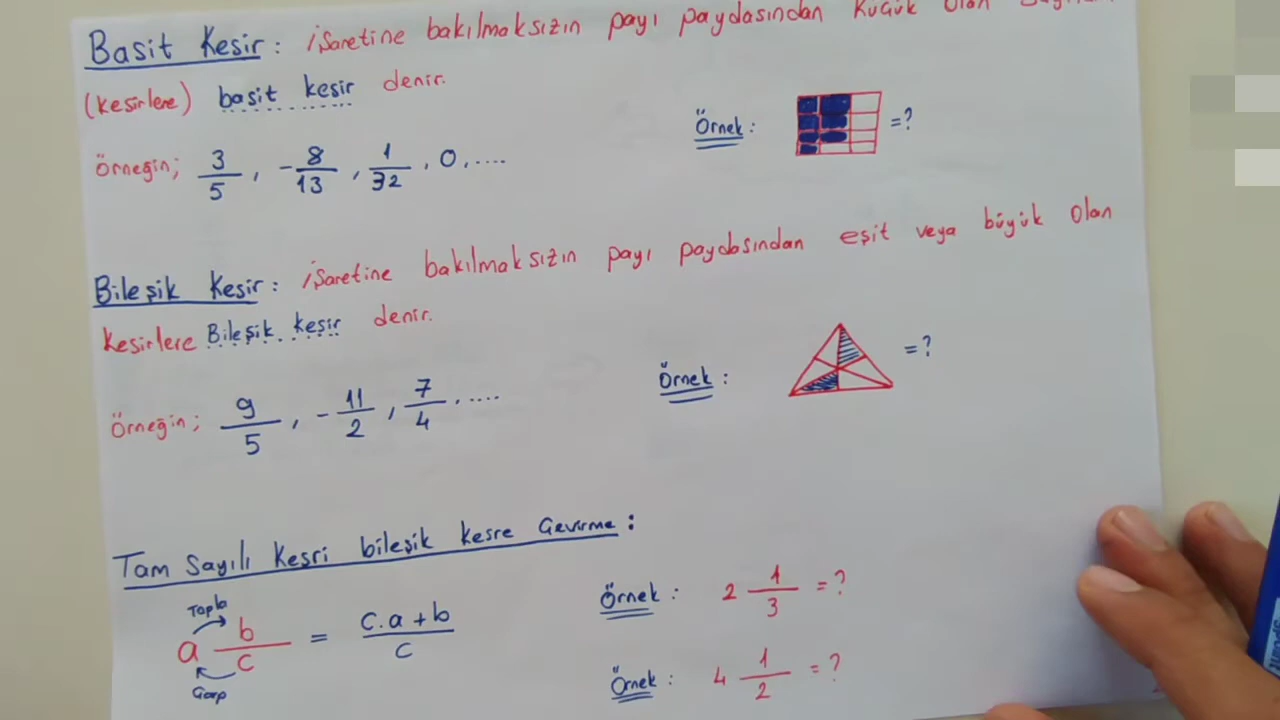 Basit Kesir : işaretine bakılmaksızın payı paydasından küçük olan
(kesirlere) basit kesir denir.
Örneğin; 3/5 , -8/13 , 1/32 , 0 , ....
Örnek : = ?
Bileşik Kesir : işaretine bakılmaksızın payı paydasından eşit veya büyük olan
kesirlere Bileşik kesir denir.
Örneğin; 9/5 , -11/2 , 7/4 , ....
Örnek : = ?
Tam Sayılı Kesri bileşik kesre Çevirme :
Topla
a b/c = c.a+b/c
Çarp
Örnek : 2 1/3 = ?
Örnek : 4 1/2 = ?